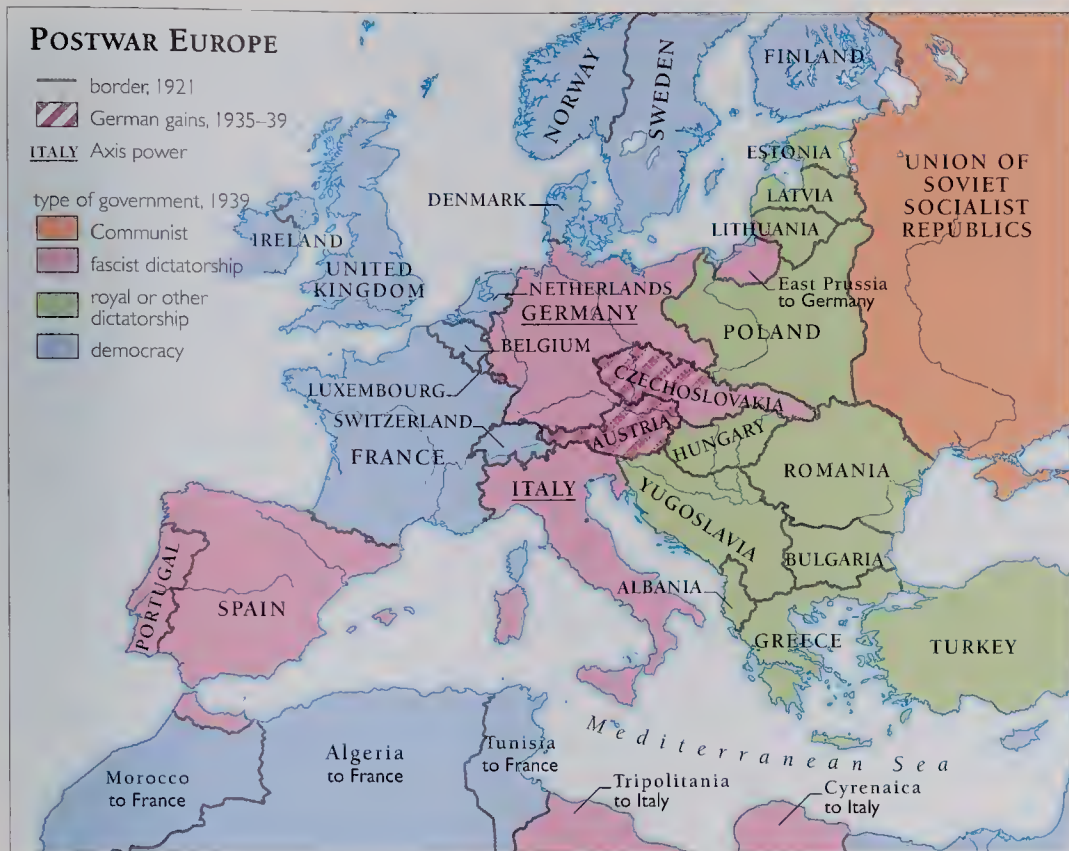 POSTWAR EUROPE
border, 1921
German gains, 1935–39
ITALY Axis power
type of government, 1939
Communist
fascist dictatorship
royal or other
dictatorship
democracy
NORWAY
SWEDEN
FINLAND
ESTONIA
LATVIA
LITHUANIA
UNION OF
SOVIET
SOCIALIST
REPUBLICS
DENMARK
IRELAND
UNITED
KINGDOM
NETHERLANDS
GERMANY
East Prussia
to Germany
POLAND
BELGIUM
LUXEMBOURG
CZECHOSLOVAKIA
SWITZERLAND
AUSTRIA
HUNGARY
FRANCE
ROMANIA
ITALY
YUGOSLAVIA
BULGARIA
ALBANIA
PORTUGAL
SPAIN
GREECE
TURKEY
Mediterranean Sea
Morocco
to France
Algeria
to France
Tunisia
to France
Tripolitania
to Italy
Cyrenaica
to Italy